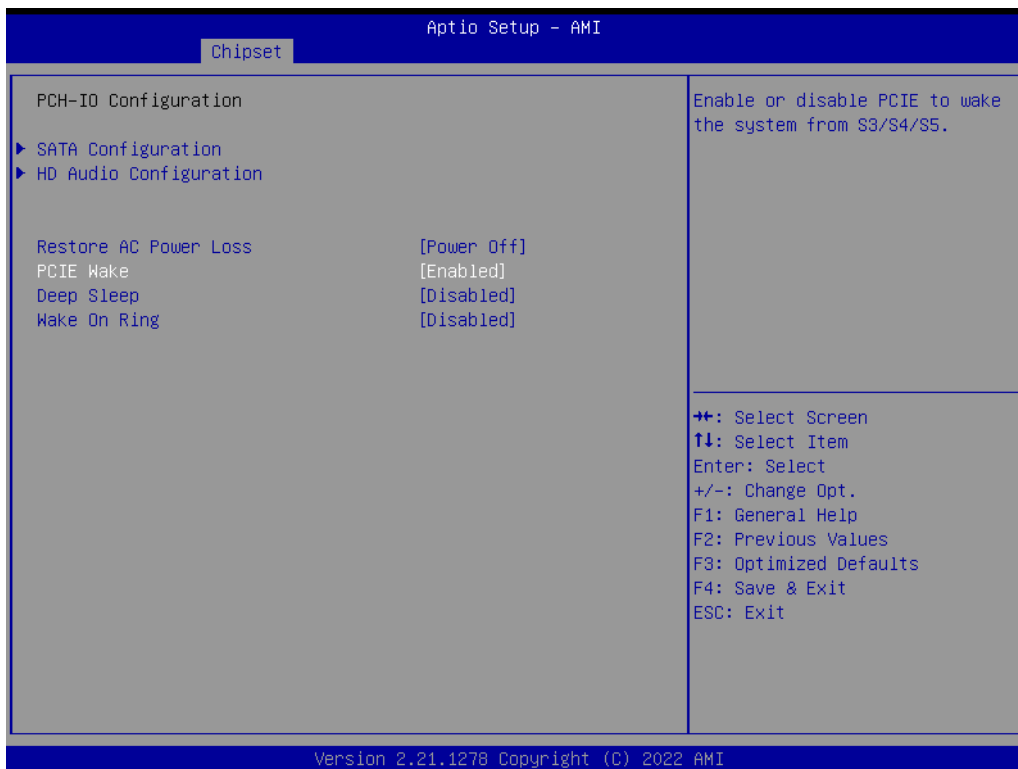 Aptio Setup – AMI
Chipset
PCH-IO Configuration
SATA Configuration
HD Audio Configuration
Restore AC Power Loss [Power Off]
PCIE Wake [Enabled]
Deep Sleep [Disabled]
Wake On Ring [Disabled]
Enable or disable PCIE to wake
the system from S3/S4/S5.
→←: Select Screen
↑↓: Select Item
Enter: Select
+/-: Change Opt.
F1: General Help
F2: Previous Values
F3: Optimized Defaults
F4: Save & Exit
ESC: Exit
Version 2.21.1278 Copyright (C) 2022 AMI